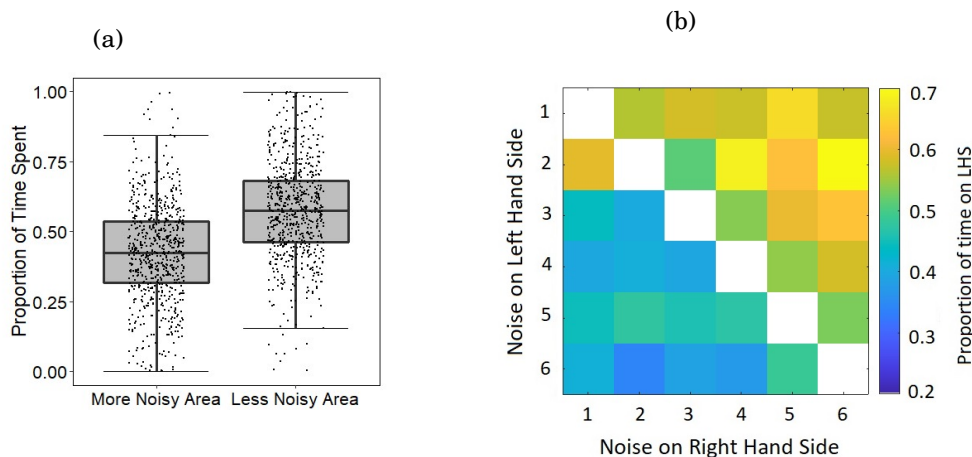 (a)
Proportion of Time Spent
1.00
0.75
0.50
0.25
0.00
More Noisy Area
Less Noisy Area
(b)
Noise on Left Hand Side
1
2
3
4
5
6
1 2 3 4 5 6
Noise on Right Hand Side
0.7
0.6
0.5
0.4
0.3
0.2
Proportion of time on LHS